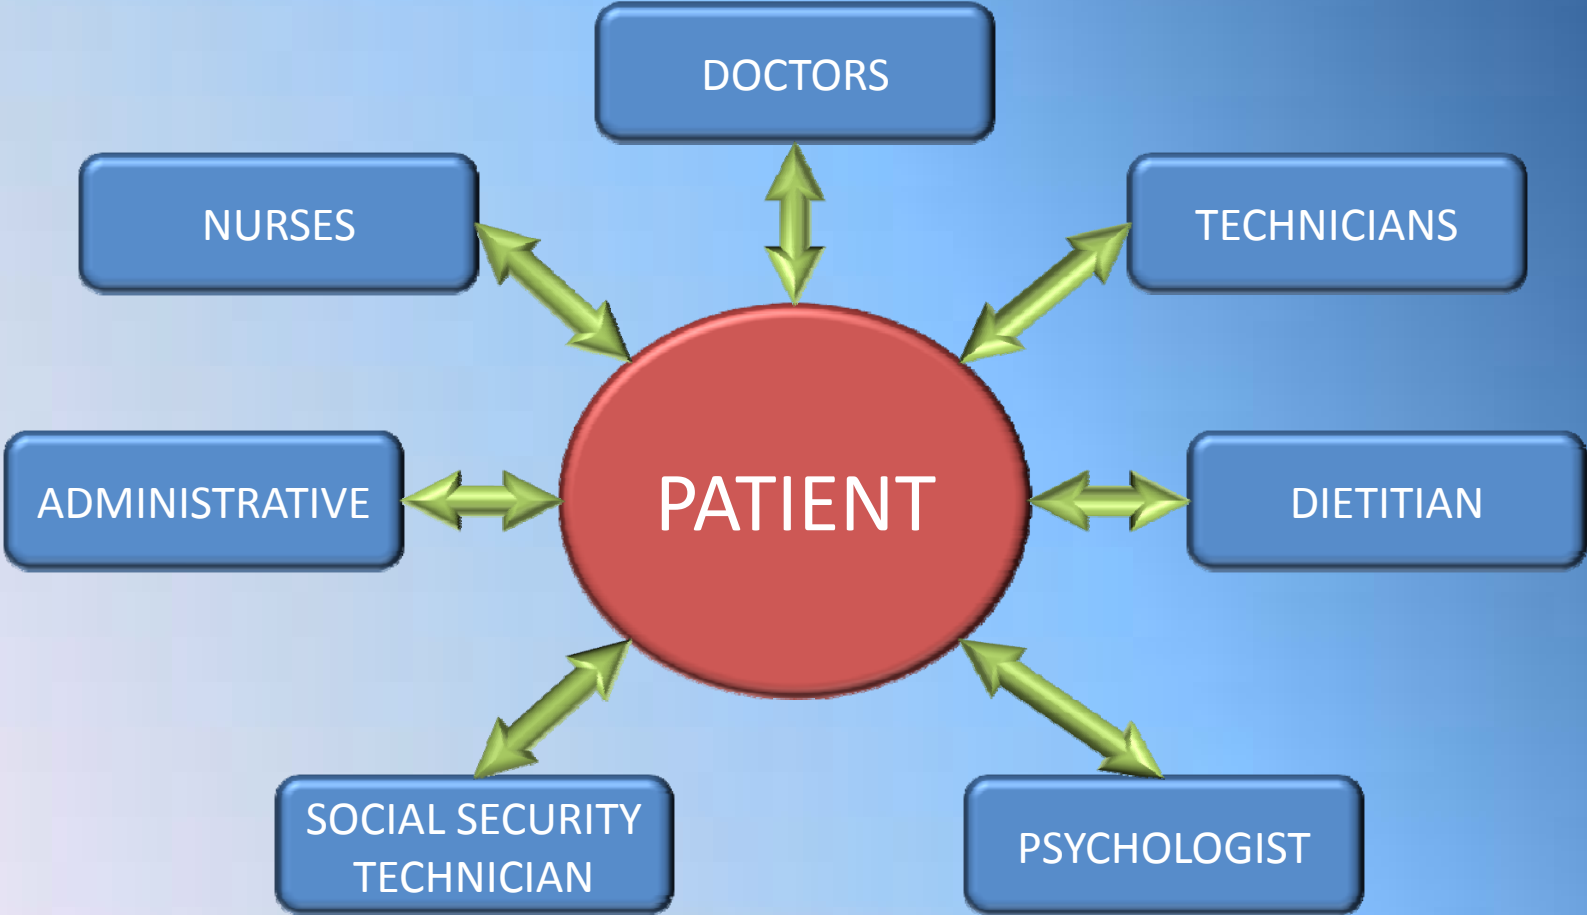 DOCTORS
NURSES
TECHNICIANS
ADMINISTRATIVE
PATIENT
DIETITIAN
SOCIAL SECURITY
TECHNICIAN
PSYCHOLOGIST